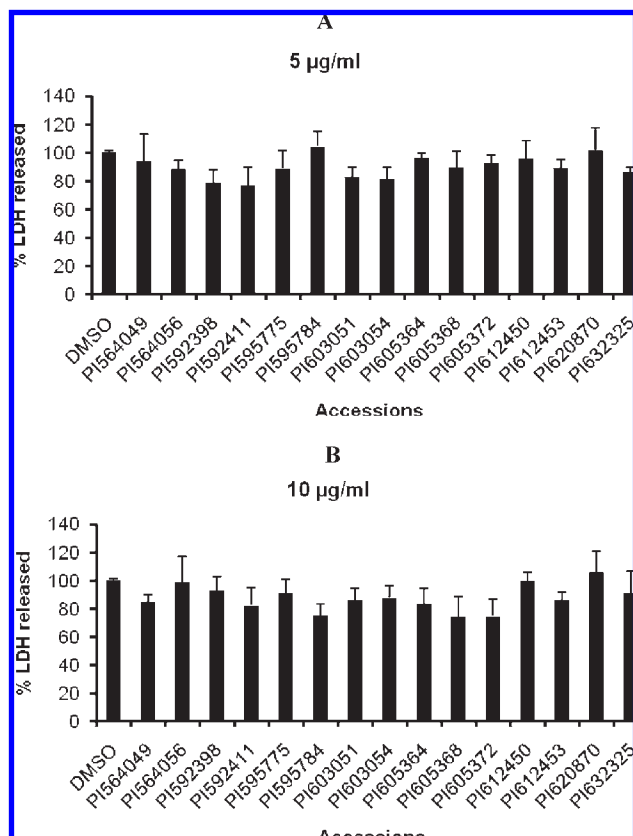 A
5 µg/ml
140
120
100
80
60
40
20
0
% LDH released
DMSO
PI564049
PI564056
PI592398
PI592411
PI595775
PI595784
PI603051
PI603054
PI605364
PI605368
PI605372
PI612450
PI612453
PI620870
PI632325
Accessions
B
10 µg/ml
140
120
100
80
60
40
20
0
% LDH released
DMSO
PI564049
PI564056
PI592398
PI592411
PI595775
PI595784
PI603051
PI603054
PI605364
PI605368
PI605372
PI612450
PI612453
PI620870
PI632325
Accessions